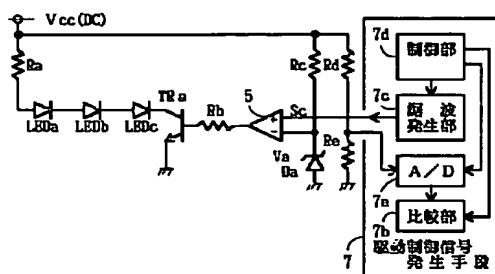 Vcc(DC)
7d
制御部
Ra
Rc
Rd
TRa
5
Sc
7c
鋸波
発生部
LEDa
LEDb
LEDc
Rb
+
-
Va
Da
Re
A/D
7a
比較部
7b
7
駆動制御信号
発生手段